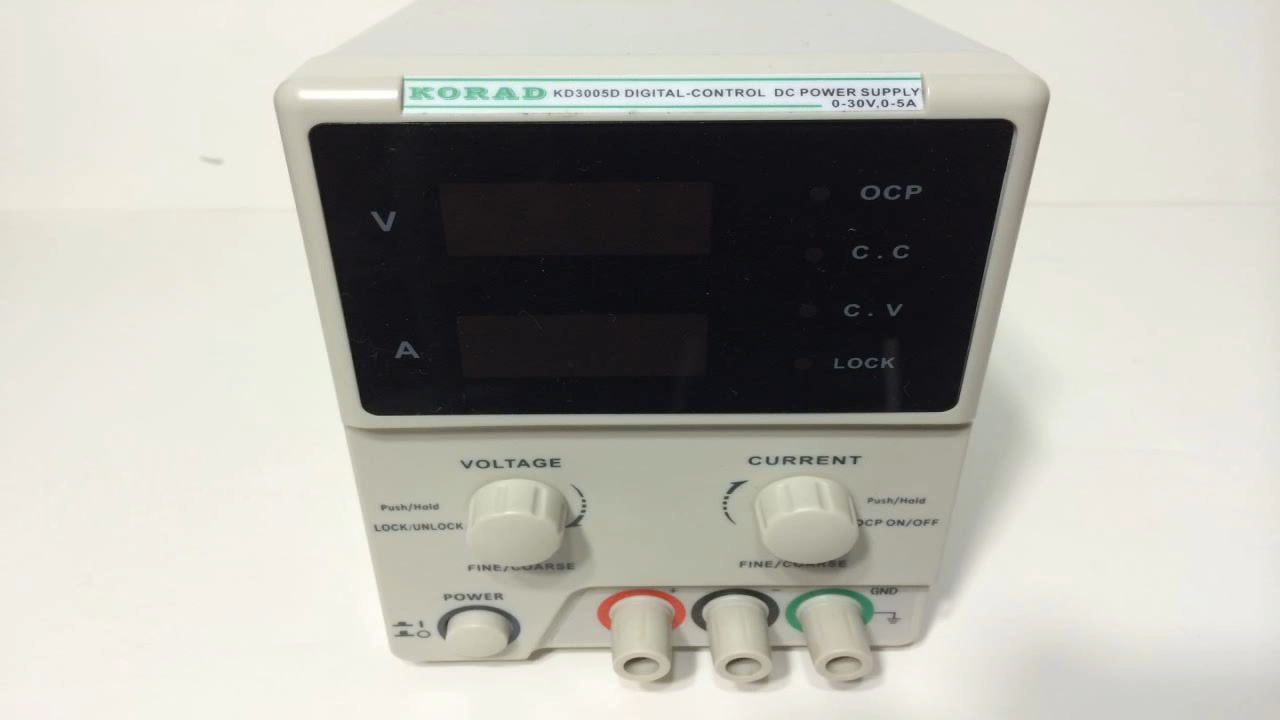 KORAD KD3005D DIGITAL-CONTROL DC POWER SUPPLY
0-30V,0-5A
V
OCP
C.C
C.V
A
LOCK
VOLTAGE
CURRENT
Push/Hold
LOCK/UNLOCK
Push/Hold
OCP ON/OFF
FINE/COARSE
FINE/COARSE
POWER
+
−
GND